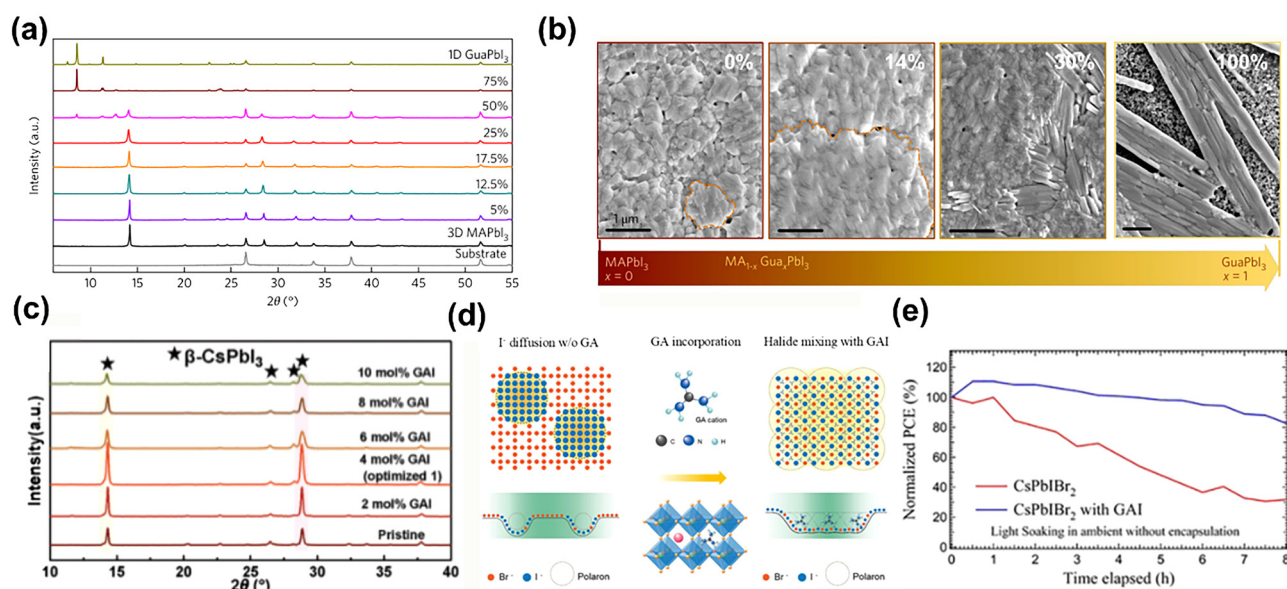 (a)
1D GuaPbI3
75%
50%
25%
17.5%
12.5%
5%
3D MAPbI3
Substrate
Intensity (a.u.)
10 15 20 25 30 35 40 45 50 55
2θ (°)
(b)
0%
14%
30%
100%
1 μm
MAPbI3
x = 0
MA1-x GuaxPbI3
GuaPbI3
x = 1
(c)
★β-CsPbI3
10 mol% GAI
8 mol% GAI
6 mol% GAI
4 mol% GAI
(optimized 1)
2 mol% GAI
Pristine
Intensity(a.u.)
10 15 20 25 30 35 40
2θ (°)
(d)
I- diffusion w/o GA
GA incorporation
Halide mixing with GAI
GA cation
C N H
Br - I - Polaron
Br - I - Polaron
(e)
Normalized PCE (%)
120
100
80
60
40
20
0
CsPbIBr2
CsPbIBr2 with GAI
Light Soaking in ambient without encapsulation
0 1 2 3 4 5 6 7 8
Time elapsed (h)